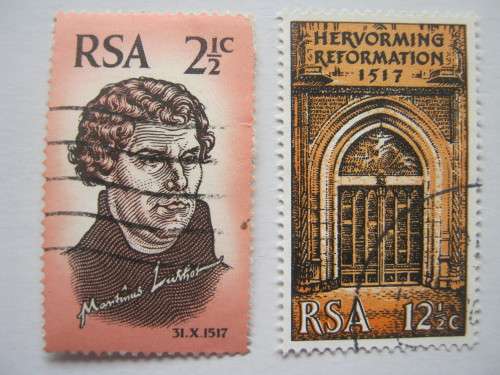 RSA 2½c
Martinus Luther
31.X.1517
HERVORMING
REFORMATION
1517
RSA 12½c